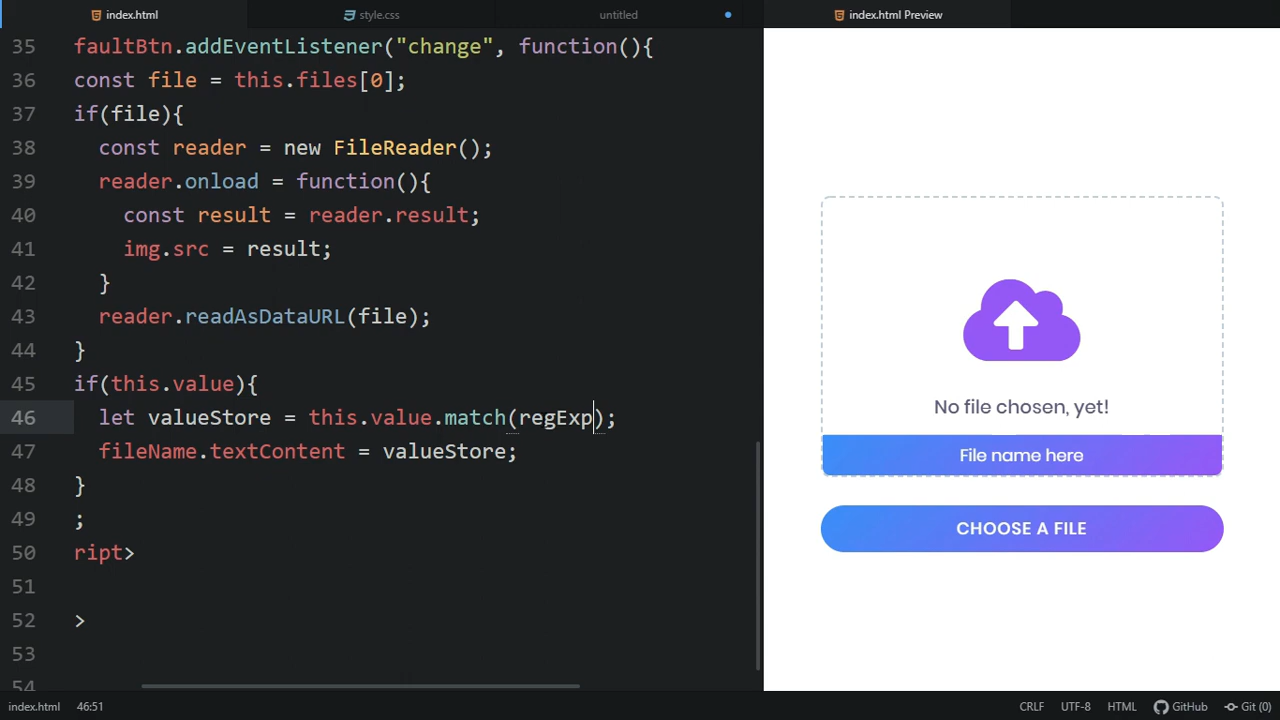 index.html
style.css
untitled
index.html Preview
35 faultBtn.addEventListener("change", function(){
36 const file = this.files[0];
37 if(file){
38 const reader = new FileReader();
39 reader.onload = function(){
40 const result = reader.result;
41 img.src = result;
42 }
43 reader.readAsDataURL(file);
44 }
45 if(this.value){
46 let valueStore = this.value.match(regExp);
47 fileName.textContent = valueStore;
48 }
49 ;
50 ript>
51
52 >
53
54
No file chosen, yet!
File name here
CHOOSE A FILE
index.html 46:51 CRLF UTF-8 HTML GitHub Git (0)